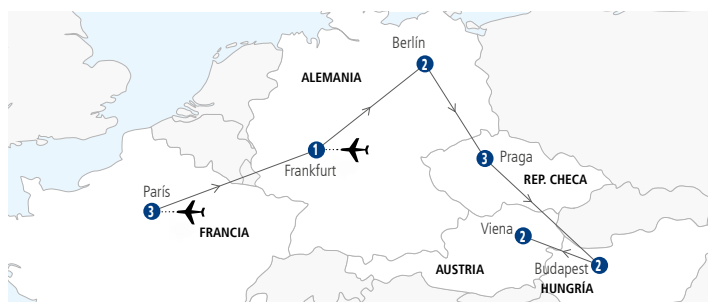 Berlín
2
ALEMANIA
1
Frankfurt
3
Praga
REP. CHECA
París
3
FRANCIA
Viena
2
AUSTRIA
Budapest
2
HUNGRÍA